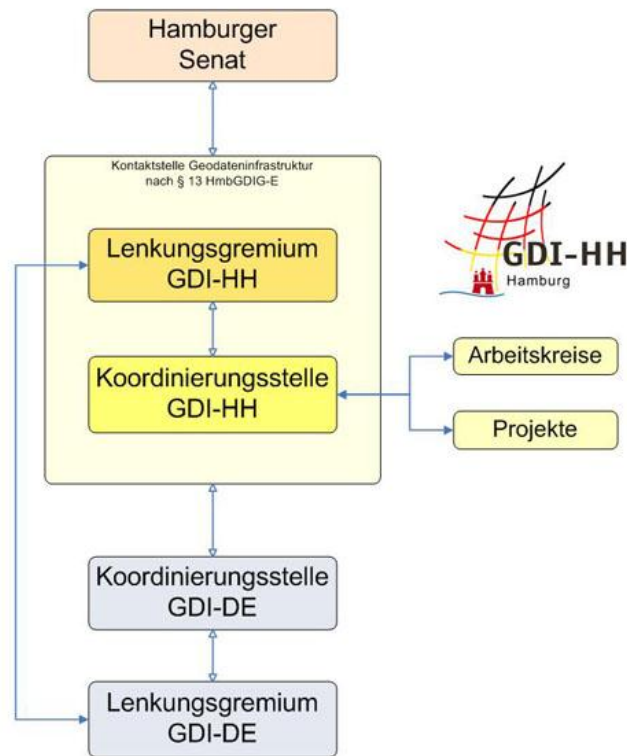 Hamburger
Senat
Kontaktstelle Geodateninfrastruktur
nach § 13 HmbGDIG-E
Lenkungsgremium
GDI-HH
GDI-HH
Hamburg
Koordinierungsstelle
GDI-HH
Arbeitskreise
Projekte
Koordinierungsstelle
GDI-DE
Lenkungsgremium
GDI-DE